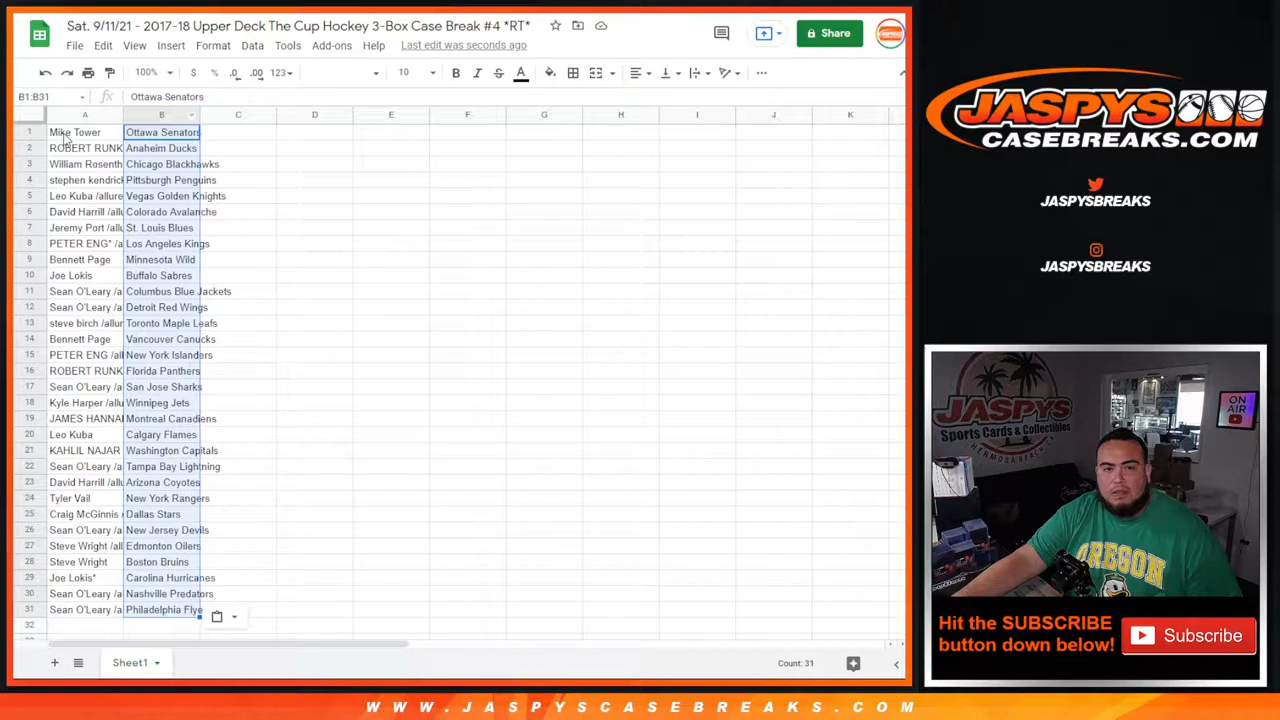 Sat. 9/11/21 - 2017-18 Upper Deck The Cup Hockey 3-Box Case Break #4 *RT*
File Edit View Insert Format Data Tools Add-ons Help Last edit was seconds ago
Share
100% $ % .0 .00 123 10 B I S A
B1:B31 fx Ottawa Senators
A B C D E F G H I J K
1 Mike Tower Ottawa Senators
2 ROBERT RUNK Anaheim Ducks
3 William Rosenth Chicago Blackhawks
4 stephen kendrick Pittsburgh Penguins
5 Leo Kuba /allure Vegas Golden Knights
6 David Harrill /allu Colorado Avalanche
7 Jeremy Port /allu St. Louis Blues
8 PETER ENG* /a Los Angeles Kings
9 Bennett Page Minnesota Wild
10 Joe Lokis Buffalo Sabres
11 Sean O'Leary /a Columbus Blue Jackets
12 Sean O'Leary /a Detroit Red Wings
13 steve birch /allur Toronto Maple Leafs
14 Bennett Page Vancouver Canucks
15 PETER ENG /all New York Islanders
16 ROBERT RUNK Florida Panthers
17 Sean O'Leary /a San Jose Sharks
18 Kyle Harper /allu Winnipeg Jets
19 JAMES HANNA Montreal Canadiens
20 Leo Kuba Calgary Flames
21 KAHLIL NAJAR Washington Capitals
22 Sean O'Leary /a Tampa Bay Lightning
23 David Harrill /allu Arizona Coyotes
24 Tyler Vail New York Rangers
25 Craig McGinnis / Dallas Stars
26 Sean O'Leary /a New Jersey Devils
27 Steve Wright /all Edmonton Oilers
28 Steve Wright Boston Bruins
29 Joe Lokis* Carolina Hurricanes
30 Sean O'Leary /a Nashville Predators
31 Sean O'Leary /a Philadelphia Flye
32
Sheet1
Count: 31
JASPYS
CASEBREAKS.COM
JASPYSBREAKS
JASPYSBREAKS
JASPYS
Sports Cards & Collectibles
HERMOSA BEACH CA
ON AIR
OREGON
Hit the SUBSCRIBE
button down below!
Subscribe
WWW.JASPYSCASEBREAKS.COM